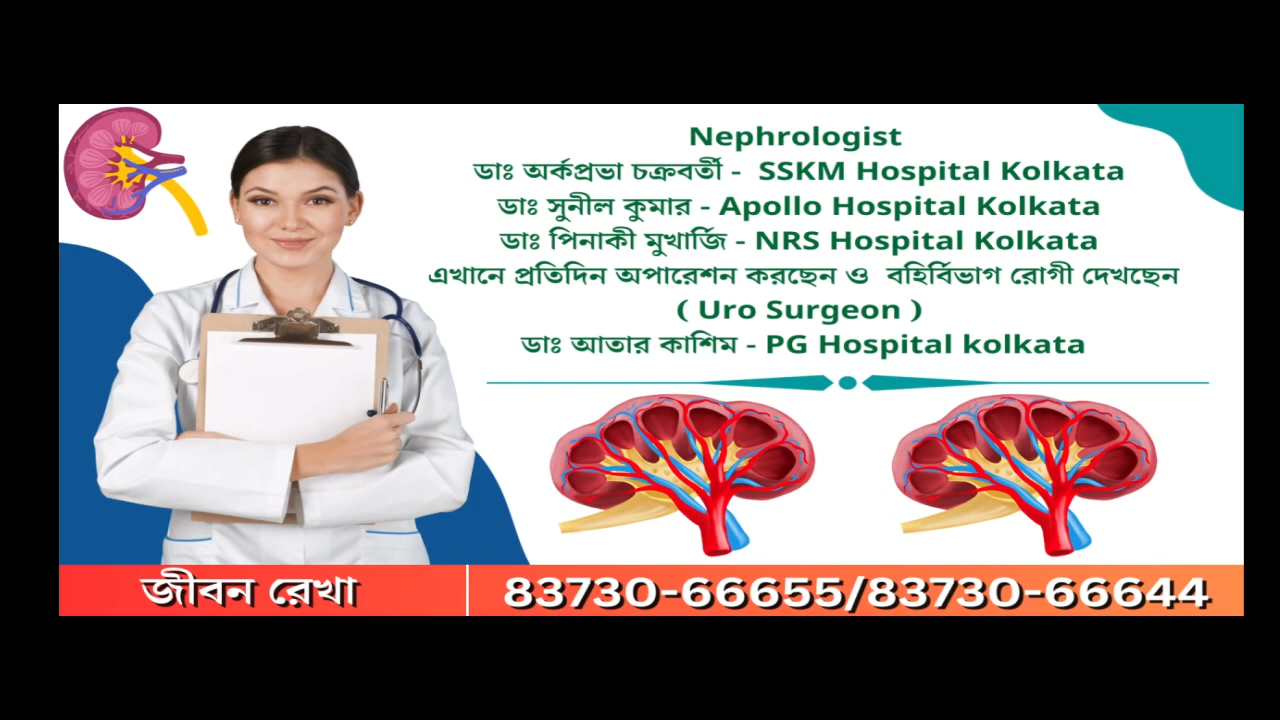 Nephrologist
ডাঃ অর্কপ্রভা চক্রবর্তী - SSKM Hospital Kolkata
ডাঃ সুনীল কুমার - Apollo Hospital Kolkata
ডাঃ পিনাকী মুখার্জি - NRS Hospital Kolkata
এখানে প্রতিদিন অপারেশন করছেন ও বহির্বিভাগ রোগী দেখছেন
( Uro Surgeon )
ডাঃ আতার কাশিম - PG Hospital kolkata
জীবন রেখা
83730-66655/83730-66644